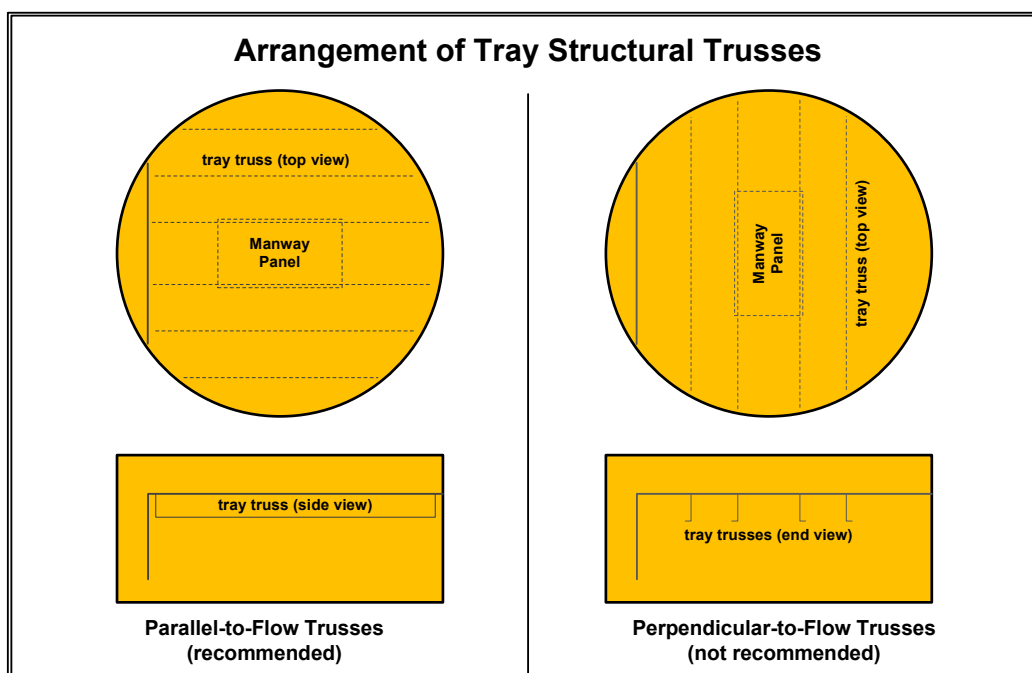 Arrangement of Tray Structural Trusses
tray truss (top view)
Manway
Panel
tray truss (side view)
Parallel-to-Flow Trusses
(recommended)
Manway
Panel
tray truss (top view)
tray trusses (end view)
Perpendicular-to-Flow Trusses
(not recommended)